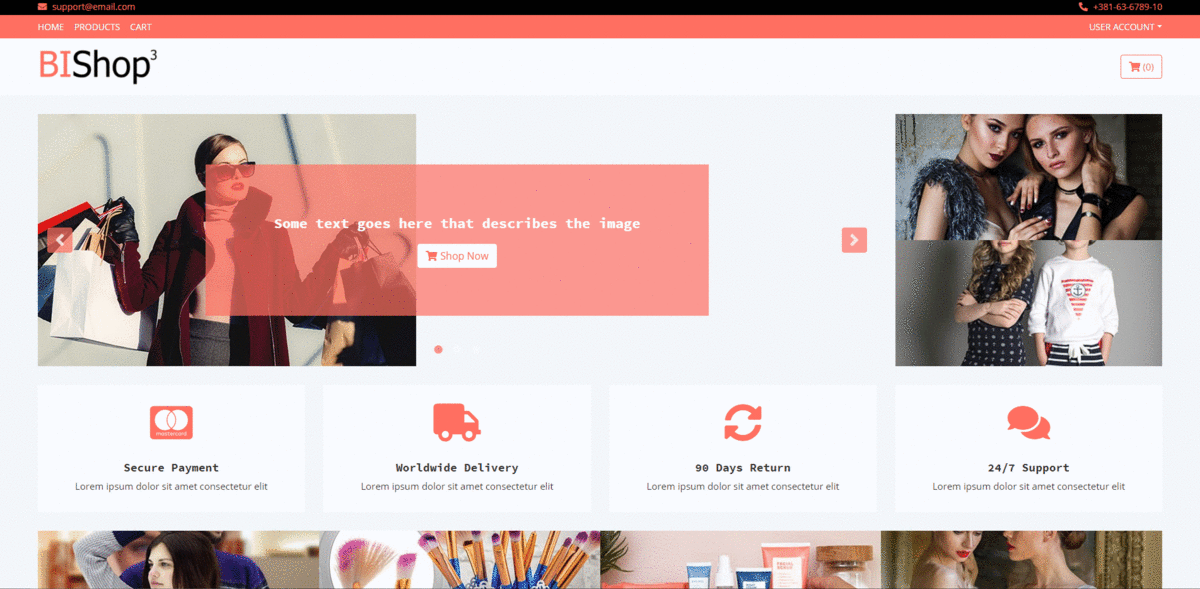 support@email.com
+381-63-6789-10
HOME PRODUCTS CART
USER ACCOUNT
BIShop³
(0)
Some text goes here that describes the image
Shop Now
mastercard
Secure Payment
Lorem ipsum dolor sit amet consectetur elit
Worldwide Delivery
Lorem ipsum dolor sit amet consectetur elit
90 Days Return
Lorem ipsum dolor sit amet consectetur elit
24/7 Support
Lorem ipsum dolor sit amet consectetur elit